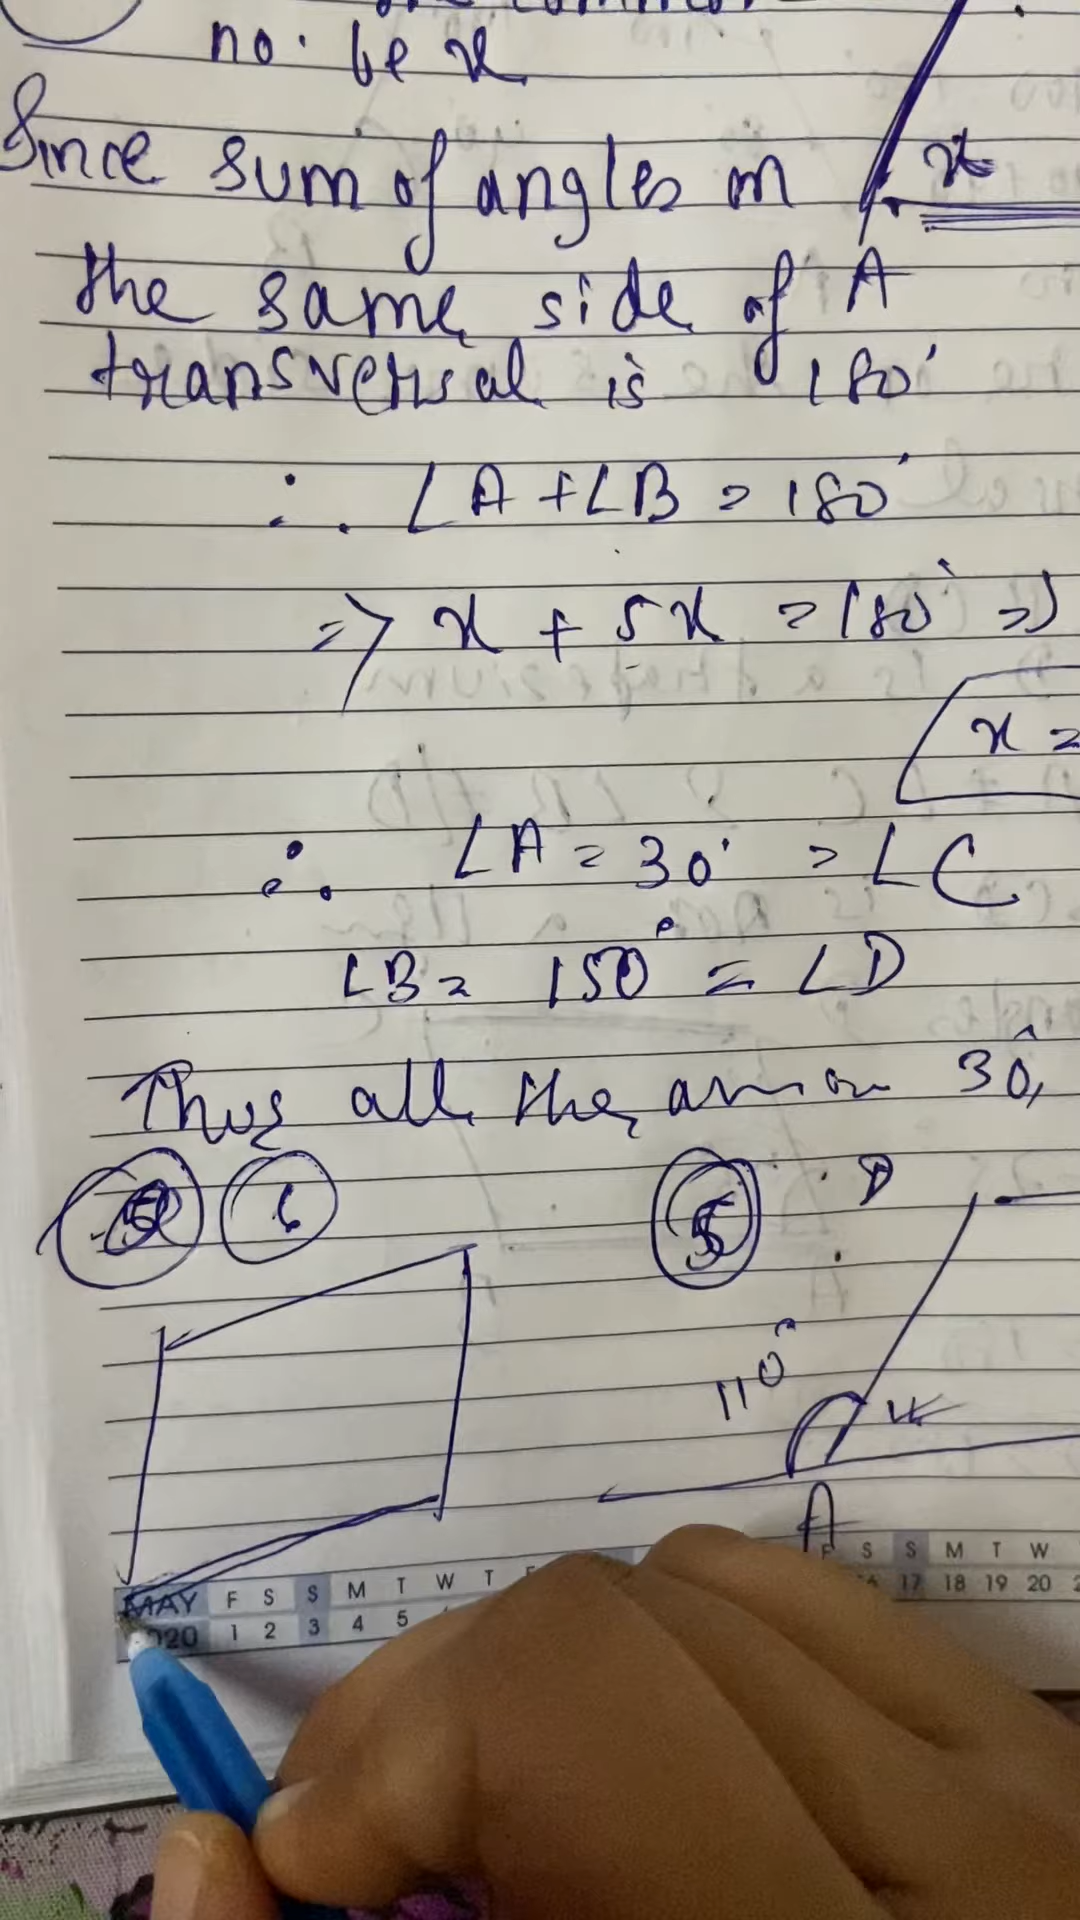 no. be x
Since sum of angles on
the same side of A
transversal is 180°
x
∴ ∠A + ∠B = 180°
=> x + 5x = 180° =>
x =
∴ ∠A = 30° = ∠C
∠B = 150° = ∠D
Thus all the 30°,
6
5
D
110°
A
MAY F S S M T W T F S S M T W
2020 1 2 3 4 5 17 18 19 20